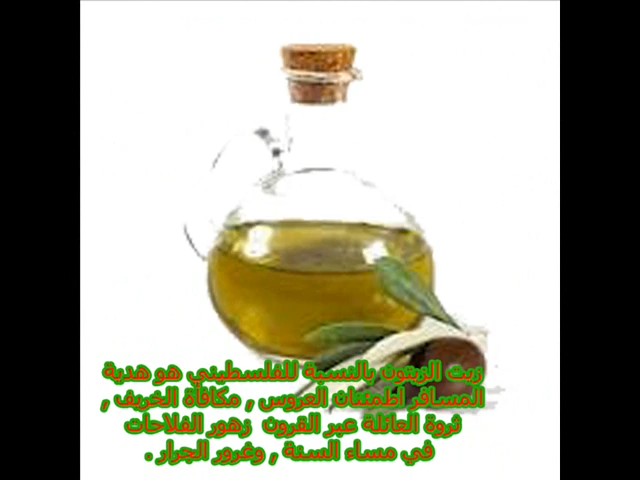 زيت الزيتون بالنسبة للفلسطيني هو هدية
المسافر اطمئنان العروس , مكافأة الخريف ,
ثروة العائلة عبر القرون زهور الفلاحات
في مساء السنة , وغرور الجرار .